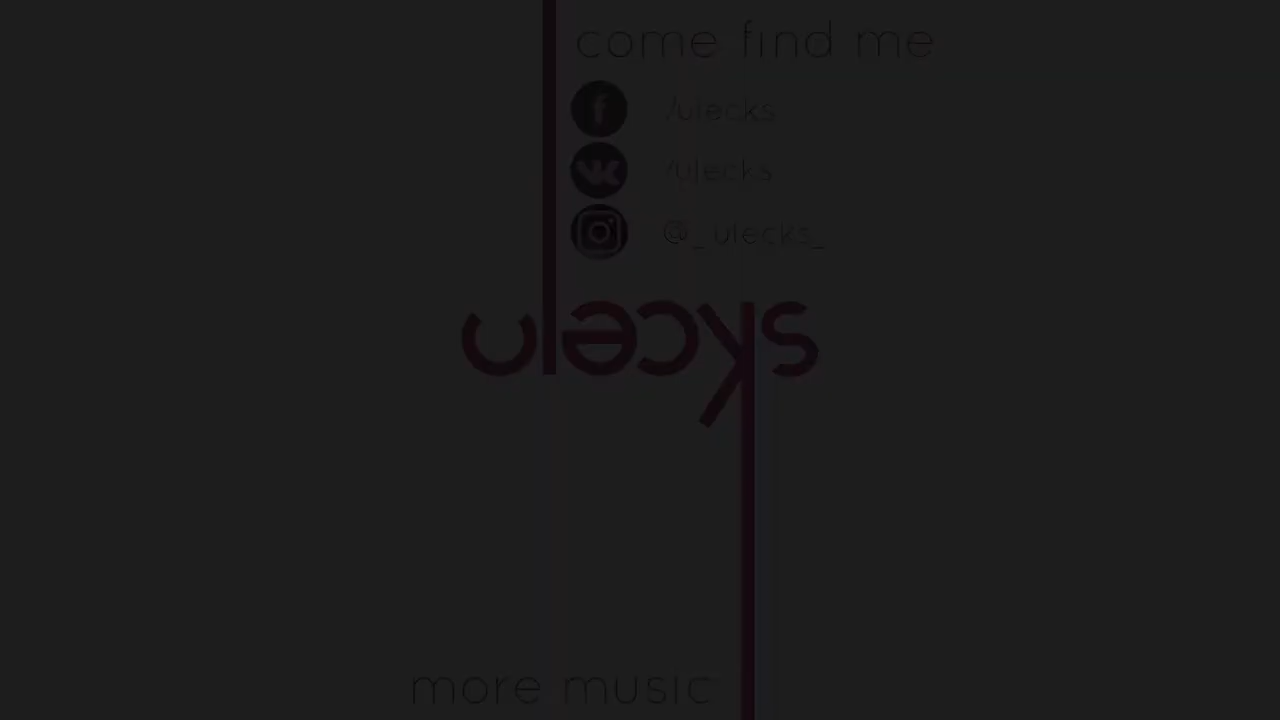 come find me
/ulecks
/ulecks
@_ulecks_
ulecks
more music